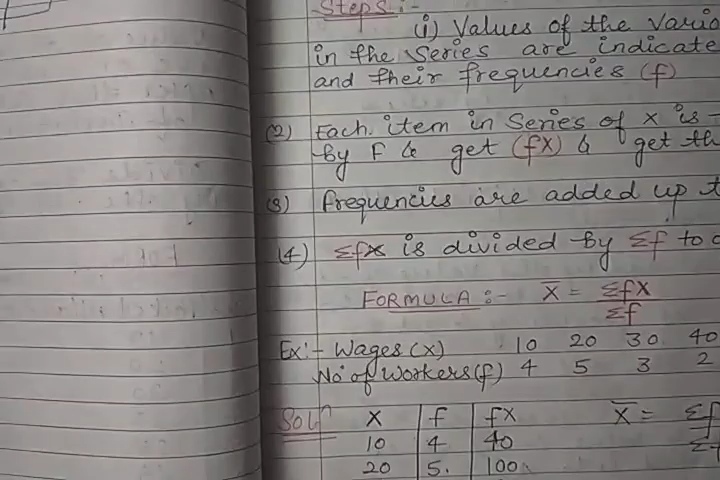 Steps:-
(i) Values of the Vario
in the Series are indicate
and their frequencies (f)
(2) Each item in Series of X is
by F & get (fX) & get th
(3) frequencies are added up t
(4) Σfx is divided by Σf to
FORMULA :- X̄ = ΣfX / Σf
Ex:- Wages (X) 10 20 30 40
No of Workers (f) 4 5 3 2
Solⁿ X f fX X̄ = Σf
10 4 40
20 5. 100